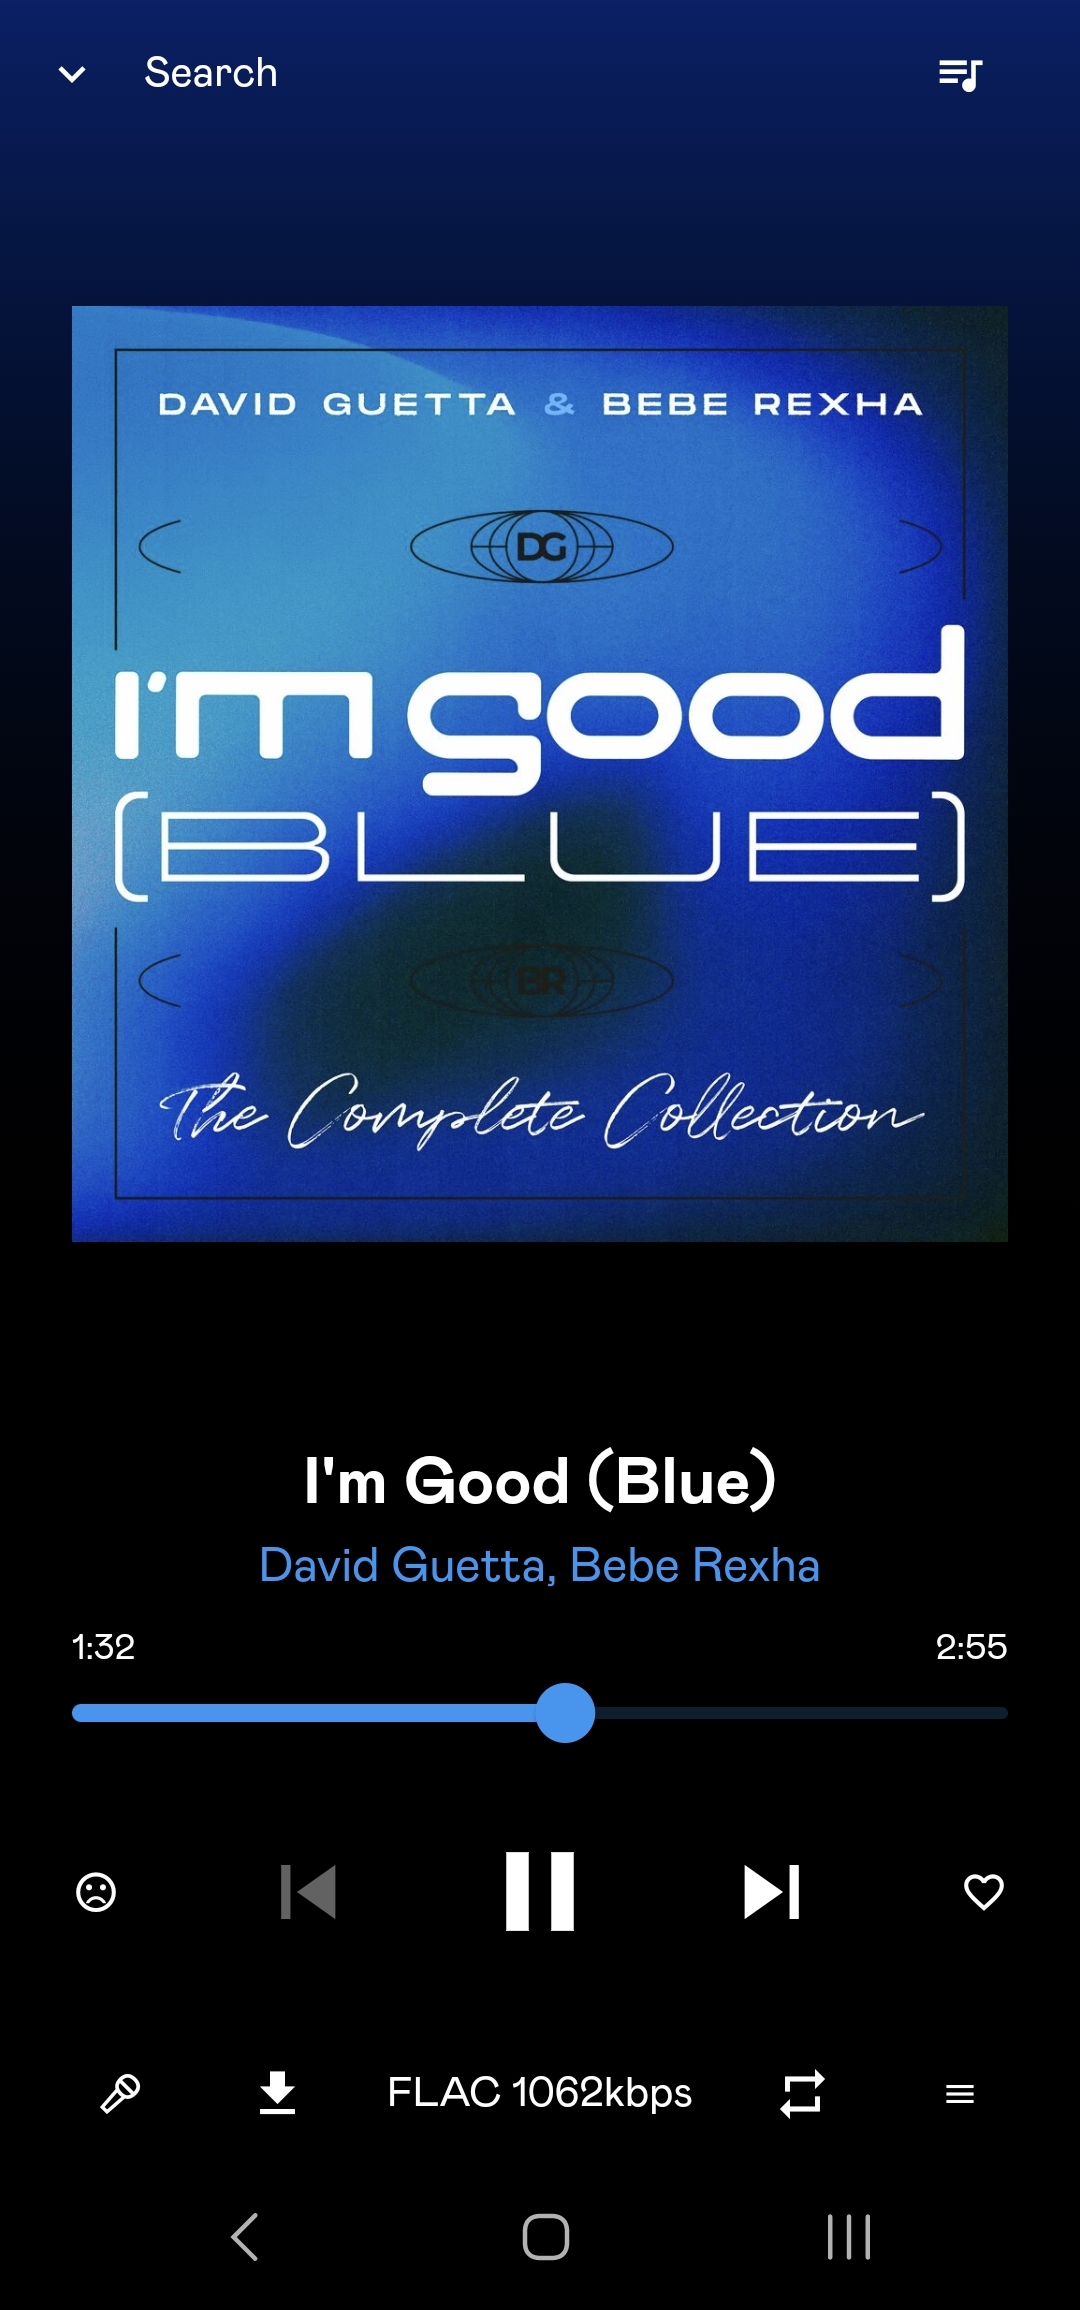 Search
DAVID GUETTA & BEBE REXHA
DG
I'm good
(BLUE)
BR
The Complete Collection
I'm Good (Blue)
David Guetta, Bebe Rexha
1:32 2:55
FLAC 1062kbps